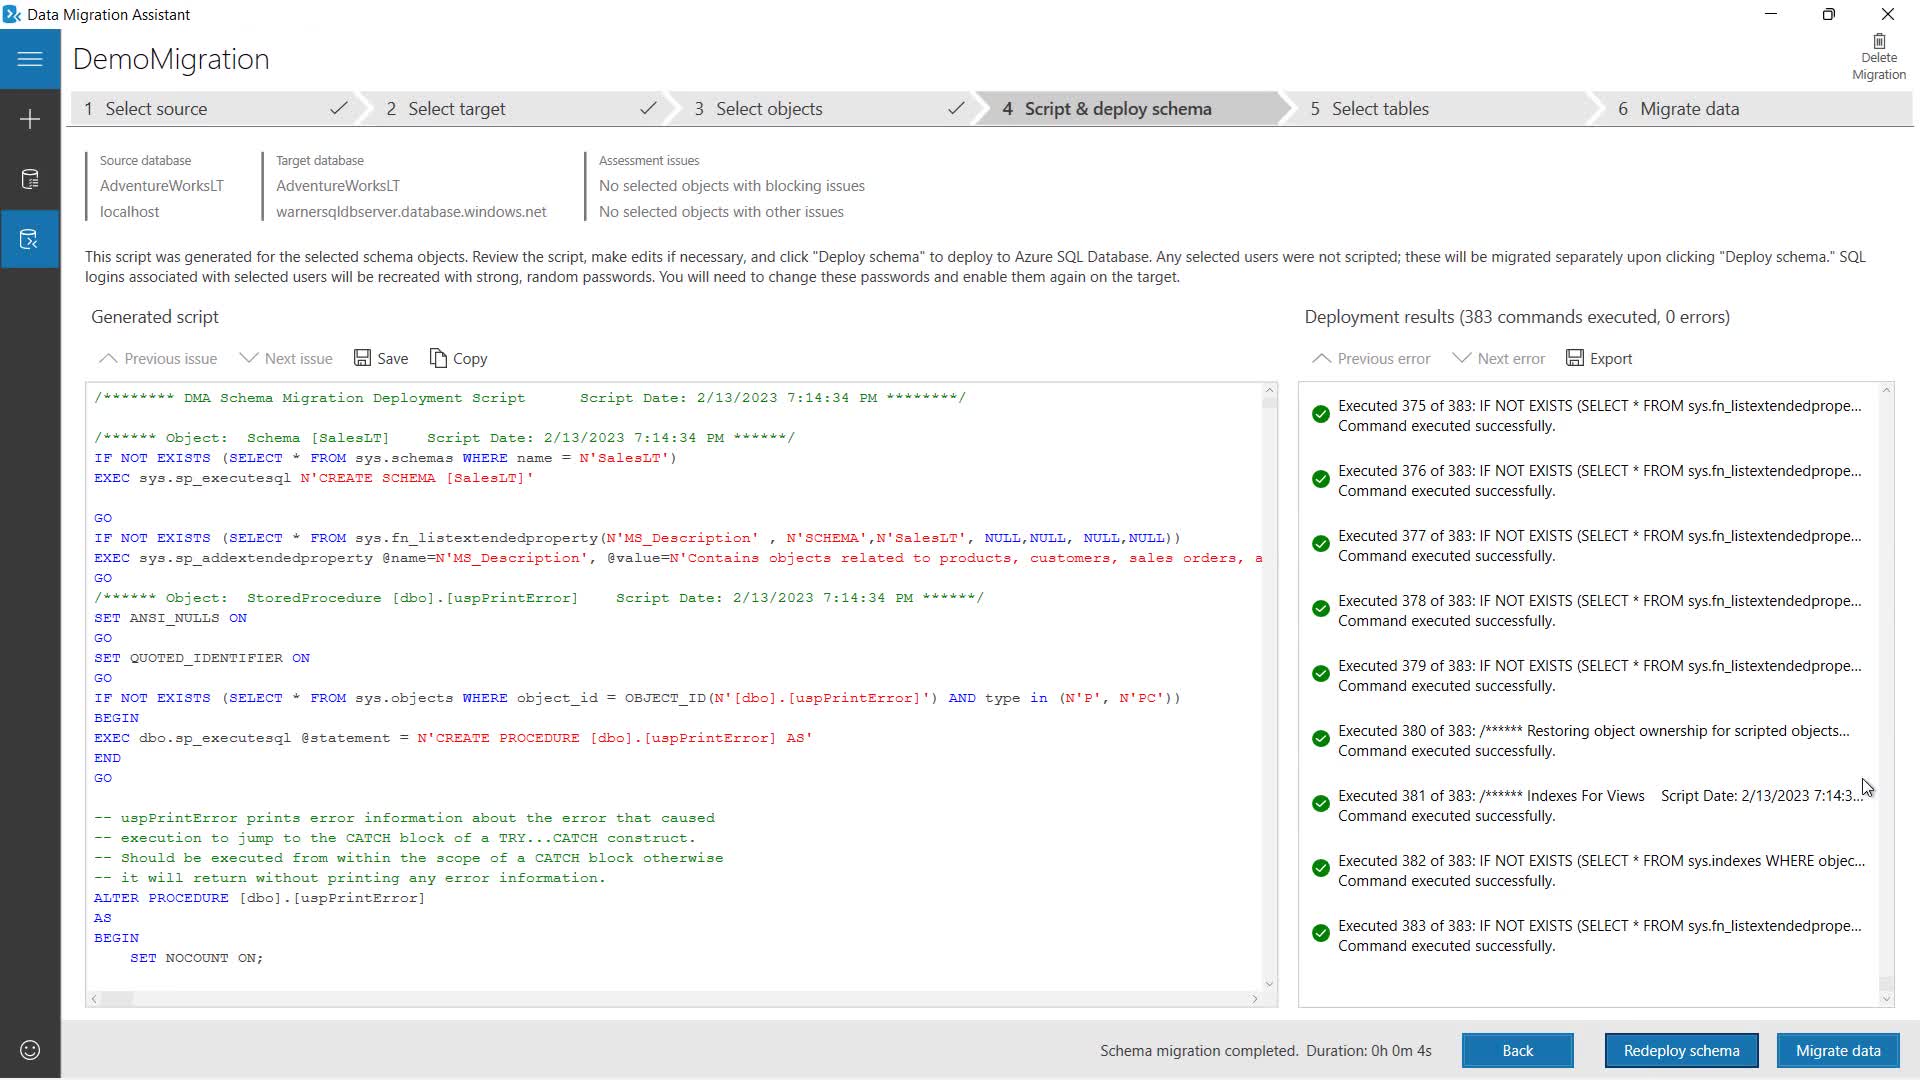 Data Migration Assistant
DemoMigration
Delete
Migration
1 Select source
2 Select target
3 Select objects
4 Script & deploy schema
5 Select tables
6 Migrate data
Source database
AdventureWorksLT
localhost
Target database
AdventureWorksLT
warnersqldbserver.database.windows.net
Assessment issues
No selected objects with blocking issues
No selected objects with other issues
This script was generated for the selected schema objects. Review the script, make edits if necessary, and click "Deploy schema" to deploy to Azure SQL Database. Any selected users were not scripted; these will be migrated separately upon clicking "Deploy schema." SQL
logins associated with selected users will be recreated with strong, random passwords. You will need to change these passwords and enable them again on the target.
Generated script
Previous issue
Next issue
Save
Copy
/******** DMA Schema Migration Deployment Script      Script Date: 2/13/2023 7:14:34 PM ********/
/****** Object:  Schema [SalesLT]    Script Date: 2/13/2023 7:14:34 PM ******/
IF NOT EXISTS (SELECT * FROM sys.schemas WHERE name = N'SalesLT')
EXEC sys.sp_executesql N'CREATE SCHEMA [SalesLT]'
GO
IF NOT EXISTS (SELECT * FROM sys.fn_listextendedproperty(N'MS_Description' , N'SCHEMA',N'SalesLT', NULL,NULL, NULL,NULL))
EXEC sys.sp_addextendedproperty @name=N'MS_Description', @value=N'Contains objects related to products, customers, sales orders, a
GO
/****** Object:  StoredProcedure [dbo].[uspPrintError]    Script Date: 2/13/2023 7:14:34 PM ******/
SET ANSI_NULLS ON
GO
SET QUOTED_IDENTIFIER ON
GO
IF NOT EXISTS (SELECT * FROM sys.objects WHERE object_id = OBJECT_ID(N'[dbo].[uspPrintError]') AND type in (N'P', N'PC'))
BEGIN
EXEC dbo.sp_executesql @statement = N'CREATE PROCEDURE [dbo].[uspPrintError] AS'
END
GO
-- uspPrintError prints error information about the error that caused
-- execution to jump to the CATCH block of a TRY...CATCH construct.
-- Should be executed from within the scope of a CATCH block otherwise
-- it will return without printing any error information.
ALTER PROCEDURE [dbo].[uspPrintError]
AS
BEGIN
    SET NOCOUNT ON;
Deployment results (383 commands executed, 0 errors)
Previous error
Next error
Export
Executed 375 of 383: IF NOT EXISTS (SELECT * FROM sys.fn_listextendedprope...
Command executed successfully.
Executed 376 of 383: IF NOT EXISTS (SELECT * FROM sys.fn_listextendedprope...
Command executed successfully.
Executed 377 of 383: IF NOT EXISTS (SELECT * FROM sys.fn_listextendedprope...
Command executed successfully.
Executed 378 of 383: IF NOT EXISTS (SELECT * FROM sys.fn_listextendedprope...
Command executed successfully.
Executed 379 of 383: IF NOT EXISTS (SELECT * FROM sys.fn_listextendedprope...
Command executed successfully.
Executed 380 of 383: /****** Restoring object ownership for scripted objects...
Command executed successfully.
Executed 381 of 383: /****** Indexes For Views    Script Date: 2/13/2023 7:14:3...
Command executed successfully.
Executed 382 of 383: IF NOT EXISTS (SELECT * FROM sys.indexes WHERE objec...
Command executed successfully.
Executed 383 of 383: IF NOT EXISTS (SELECT * FROM sys.fn_listextendedprope...
Command executed successfully.
Schema migration completed. Duration: 0h 0m 4s
Back
Redeploy schema
Migrate data